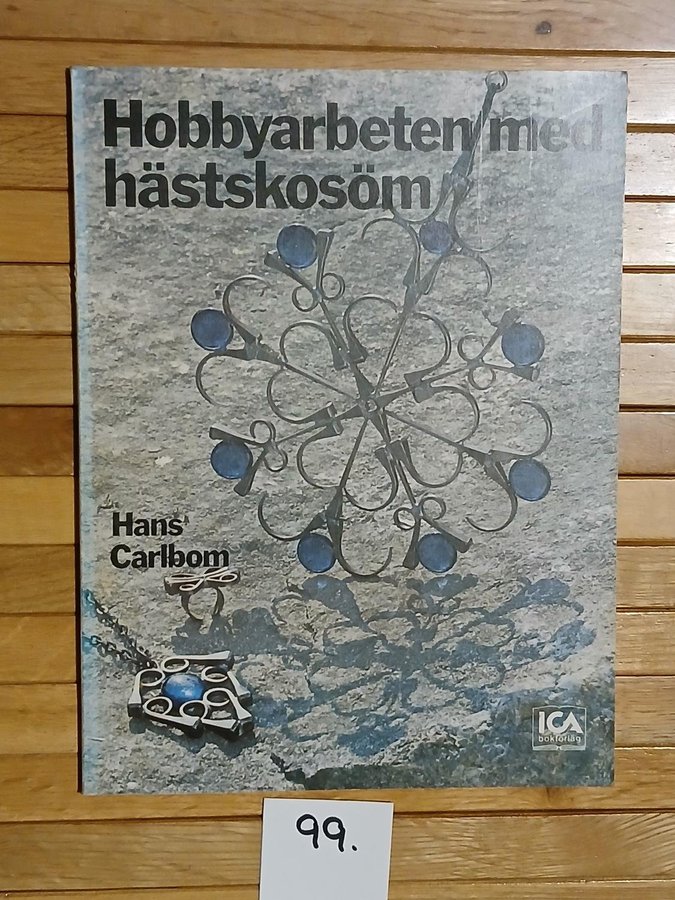 Hobbyarbeten med
hästskosöm
Hans
Carlbom
ICA
bokförlag
99.